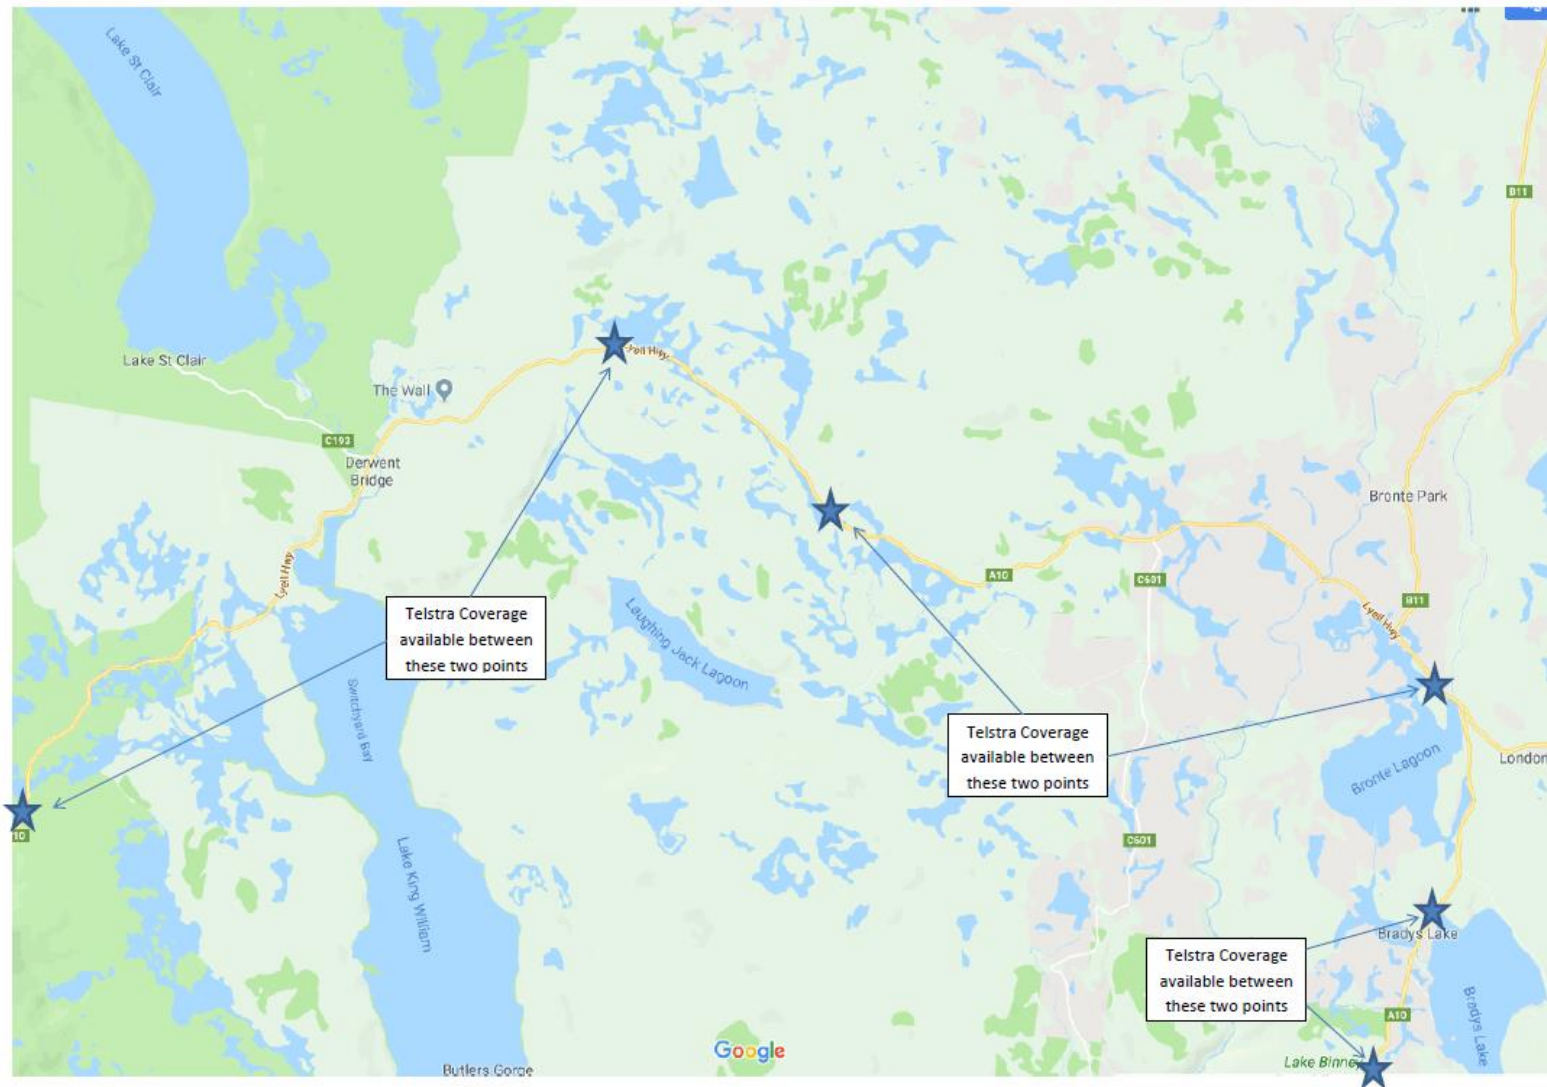 Lake St Clair
B11
Lake St Clair
The Wall
Lyell Hwy
C193
Derwent
Bridge
Bronte Park
Lyell Hwy
A10
C601
B11
Lyell Hwy
Telstra Coverage
available between
these two points
Laughing Jack Lagoon
Switchyard Bay
Telstra Coverage
available between
these two points
Bronte Lagoon
London
10
C601
Lake King William
Bradys Lake
Telstra Coverage
available between
these two points
A10
Bradys Lake
Google
Butlers Gorge